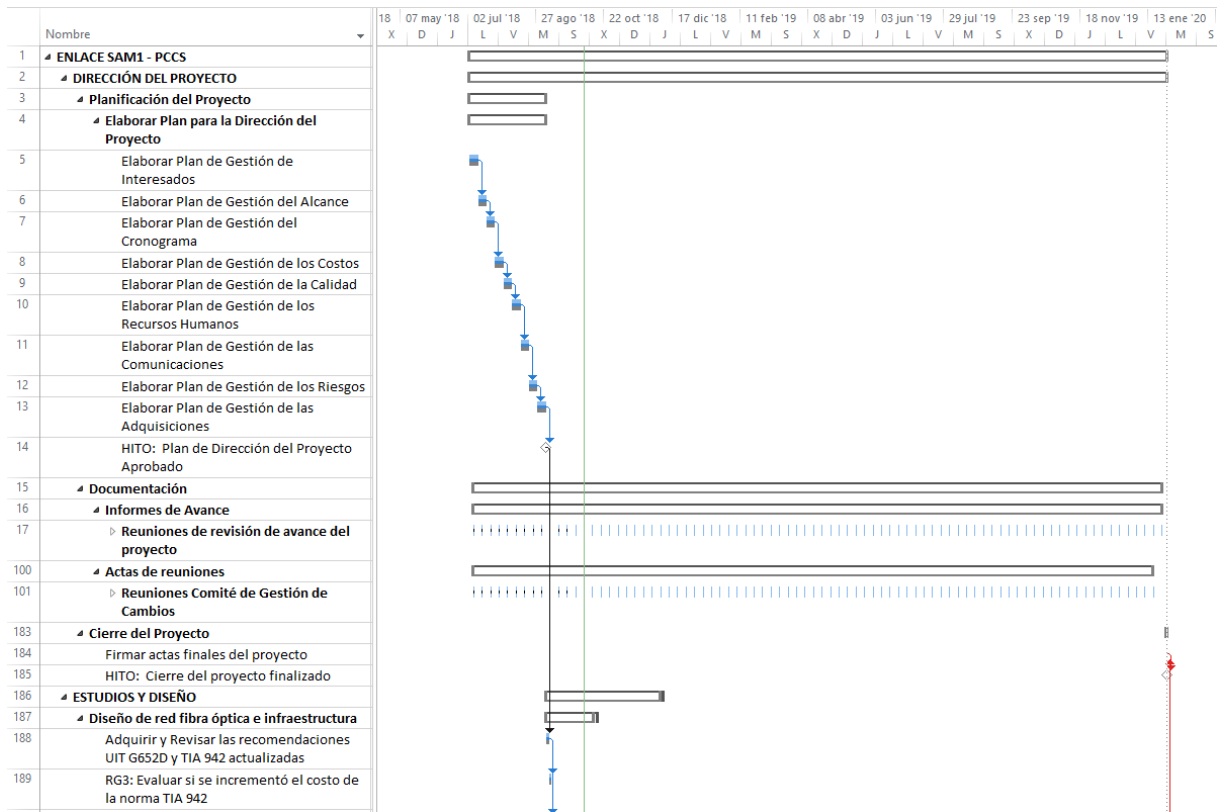 18 07 may '18 02 jul '18 27 ago '18 22 oct '18 17 dic '18 11 feb '19 08 abr '19 03 jun '19 29 jul '19 23 sep '19 18 nov '19 13 ene '20
Nombre X D J L V M S X D J L V M S X D J L V M S X D J L V M S
1 ENLACE SAM1 - PCCS
2 DIRECCIÓN DEL PROYECTO
3 Planificación del Proyecto
4 Elaborar Plan para la Dirección del
Proyecto
5 Elaborar Plan de Gestión de
Interesados
6 Elaborar Plan de Gestión del Alcance
7 Elaborar Plan de Gestión del
Cronograma
8 Elaborar Plan de Gestión de los Costos
9 Elaborar Plan de Gestión de la Calidad
10 Elaborar Plan de Gestión de los
Recursos Humanos
11 Elaborar Plan de Gestión de las
Comunicaciones
12 Elaborar Plan de Gestión de los Riesgos
13 Elaborar Plan de Gestión de las
Adquisiciones
14 HITO: Plan de Dirección del Proyecto
Aprobado
15 Documentación
16 Informes de Avance
17 Reuniones de revisión de avance del
proyecto
100 Actas de reuniones
101 Reuniones Comité de Gestión de
Cambios
183 Cierre del Proyecto
184 Firmar actas finales del proyecto
185 HITO: Cierre del proyecto finalizado
186 ESTUDIOS Y DISEÑO
187 Diseño de red fibra óptica e infraestructura
188 Adquirir y Revisar las recomendaciones
UIT G652D y TIA 942 actualizadas
189 RG3: Evaluar si se incrementó el costo de
la norma TIA 942